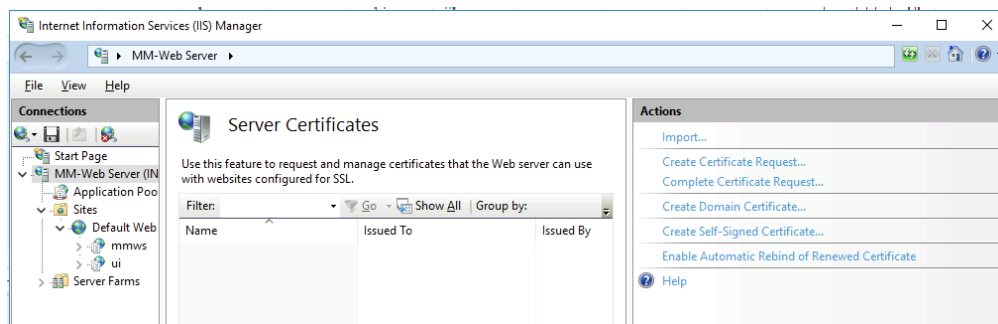 Internet Information Services (IIS) Manager
MM-Web Server
File View Help
Connections
Start Page
MM-Web Server (IN
Application Poo
Sites
Default Web
mmws
ui
Server Farms
Server Certificates
Use this feature to request and manage certificates that the Web server can use
with websites configured for SSL.
Filter: Go Show All Group by:
Name Issued To Issued By
Actions
Import...
Create Certificate Request...
Complete Certificate Request...
Create Domain Certificate...
Create Self-Signed Certificate...
Enable Automatic Rebind of Renewed Certificate
Help